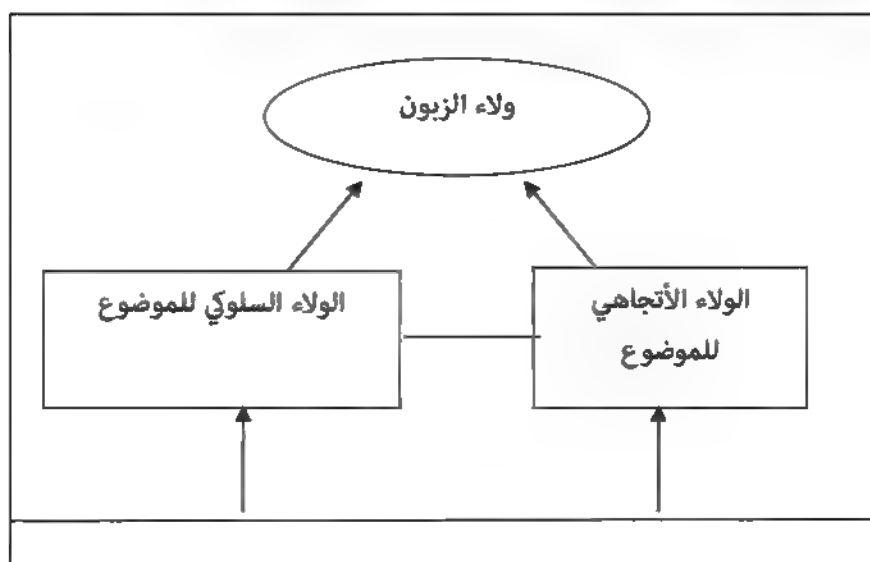 ولاء الزبون
الولاء الأتجاهي
للموضوع
الولاء السلوكي للموضوع